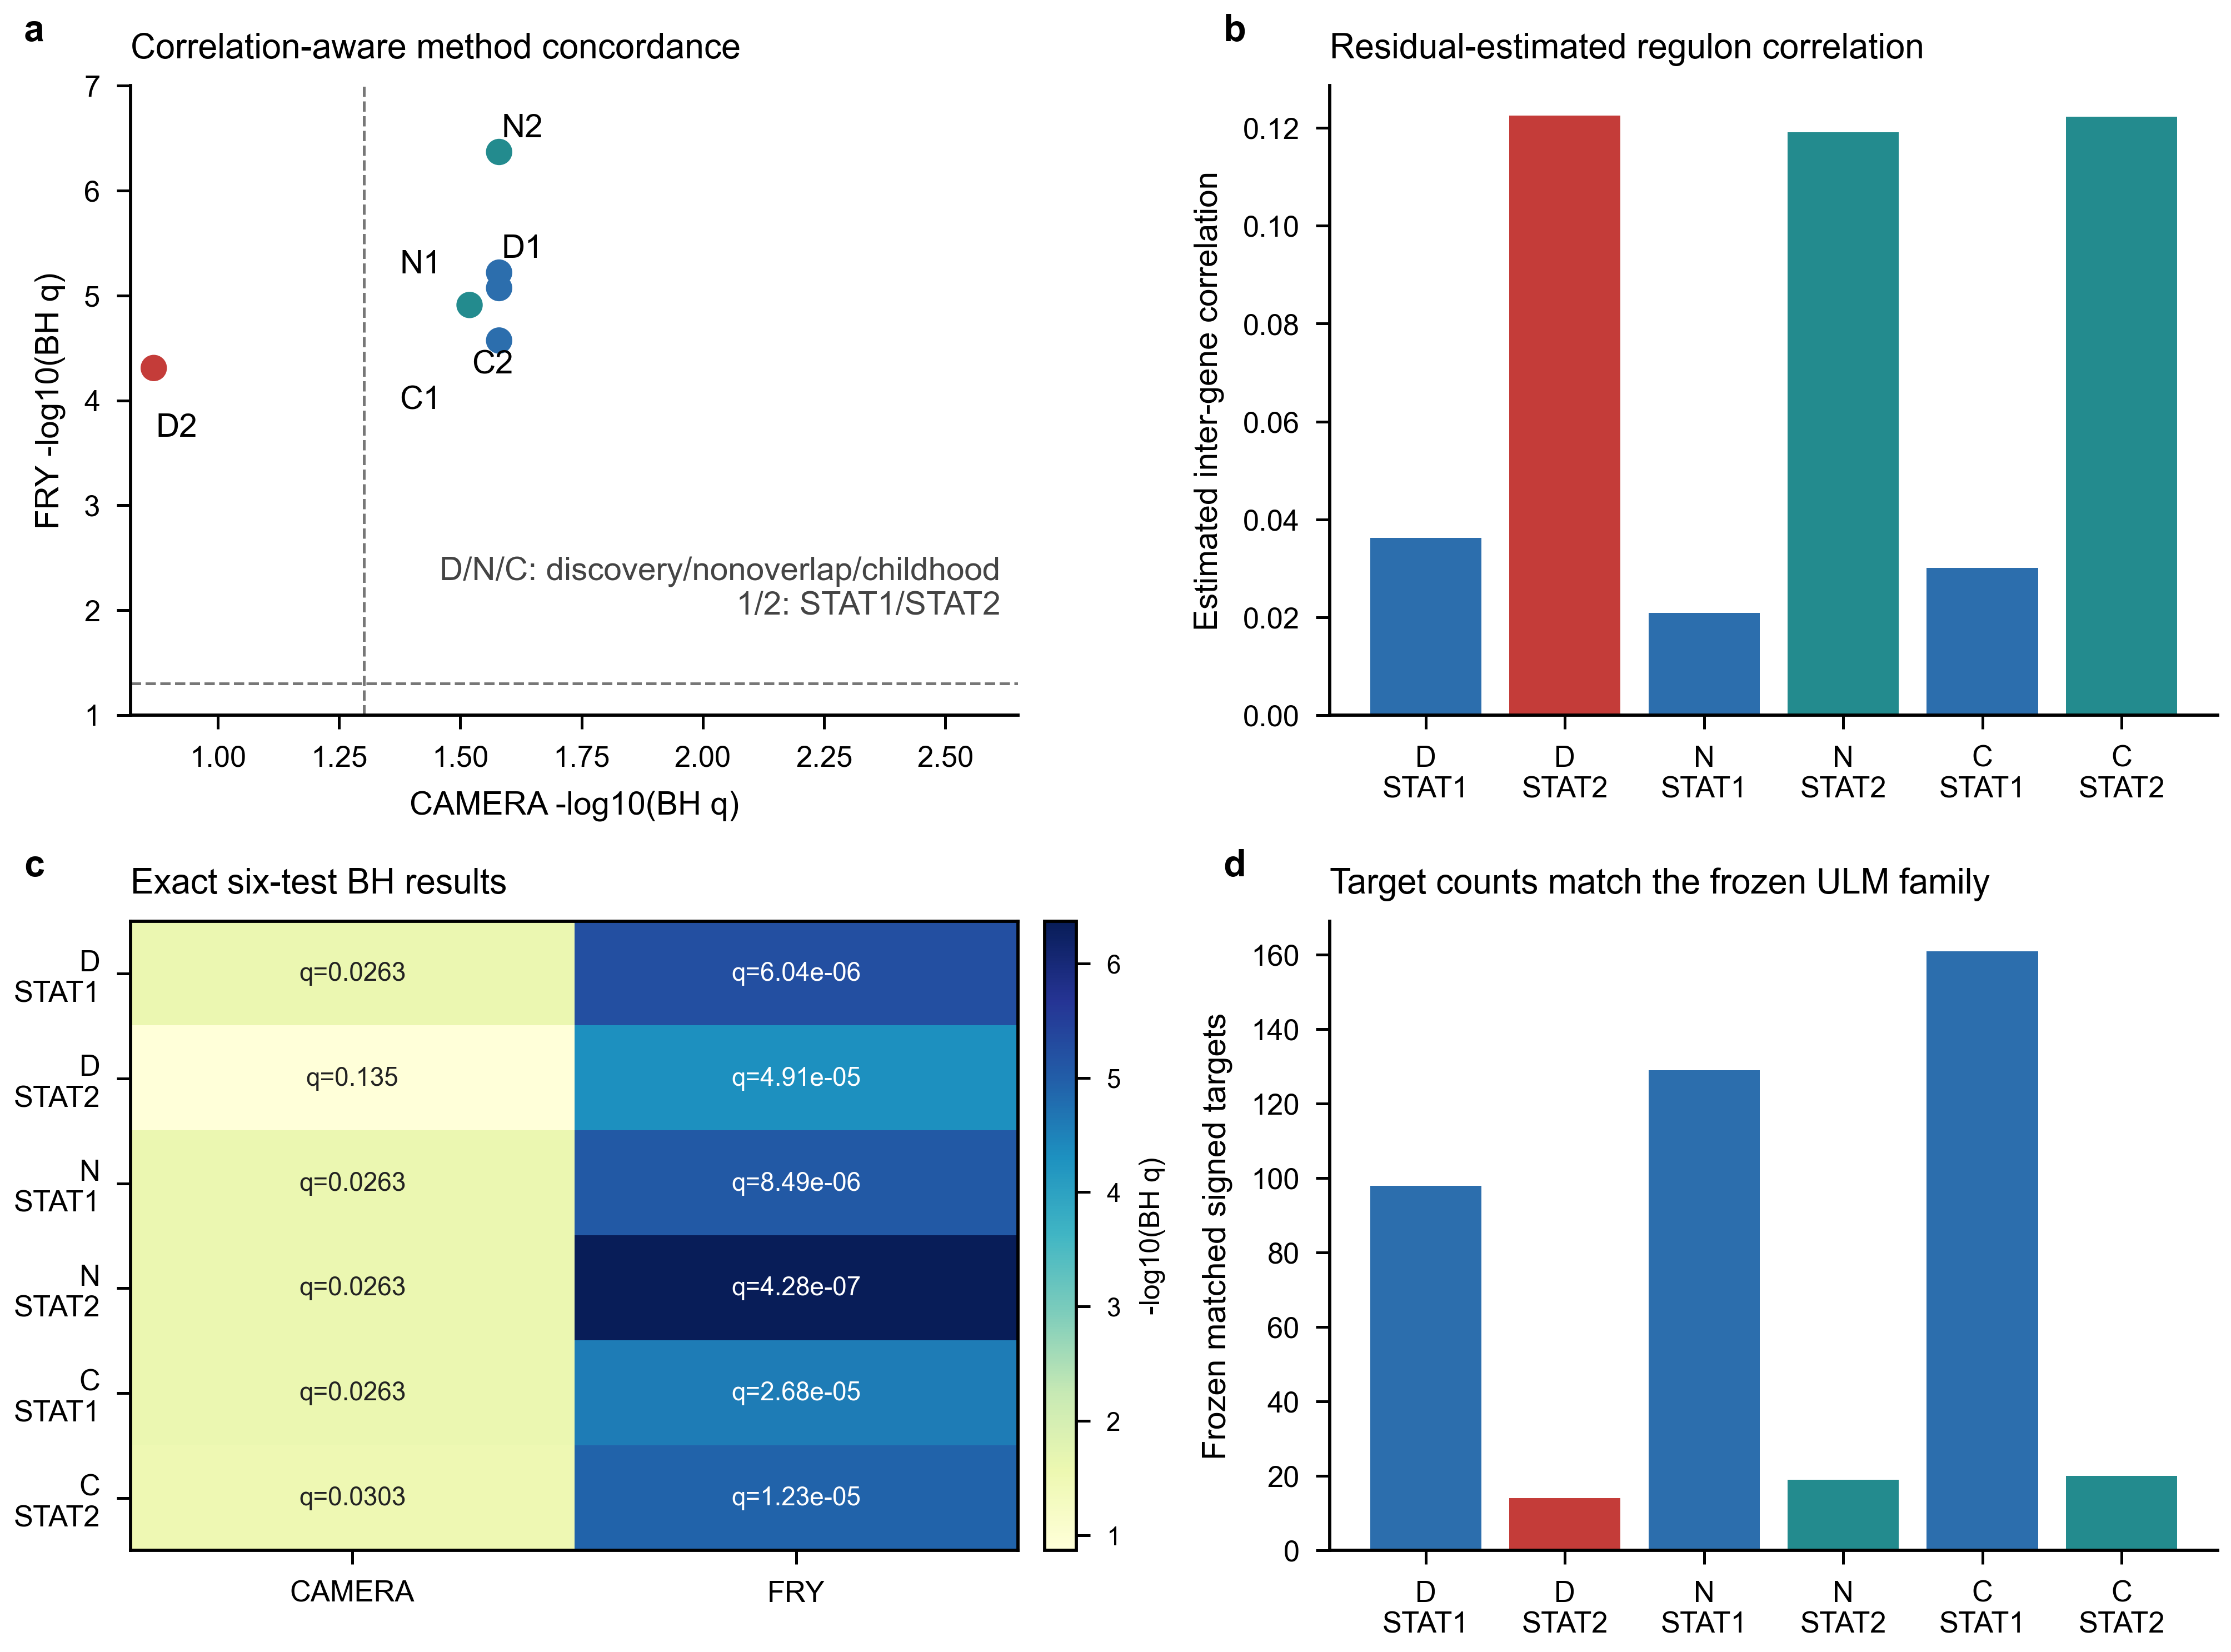 a
Correlation-aware method concordance
7
6
5
4
3
2
1
FRY -log10(BH q)
N2
D1
N1
C2
C1
D2
D/N/C: discovery/nonoverlap/childhood
1/2: STAT1/STAT2
1.00 1.25 1.50 1.75 2.00 2.25 2.50
CAMERA -log10(BH q)
b
Residual-estimated regulon correlation
0.12
0.10
0.08
0.06
0.04
0.02
0.00
Estimated inter-gene correlation
D D N N C C
STAT1 STAT2 STAT1 STAT2 STAT1 STAT2
c
Exact six-test BH results
D
STAT1
q=0.0263 q=6.04e-06
D
STAT2
q=0.135 q=4.91e-05
N
STAT1
q=0.0263 q=8.49e-06
N
STAT2
q=0.0263 q=4.28e-07
C
STAT1
q=0.0263 q=2.68e-05
C
STAT2
q=0.0303 q=1.23e-05
CAMERA FRY
6
5
4
3
2
1
-log10(BH q)
d
Target counts match the frozen ULM family
160
140
120
100
80
60
40
20
0
Frozen matched signed targets
D D N N C C
STAT1 STAT2 STAT1 STAT2 STAT1 STAT2